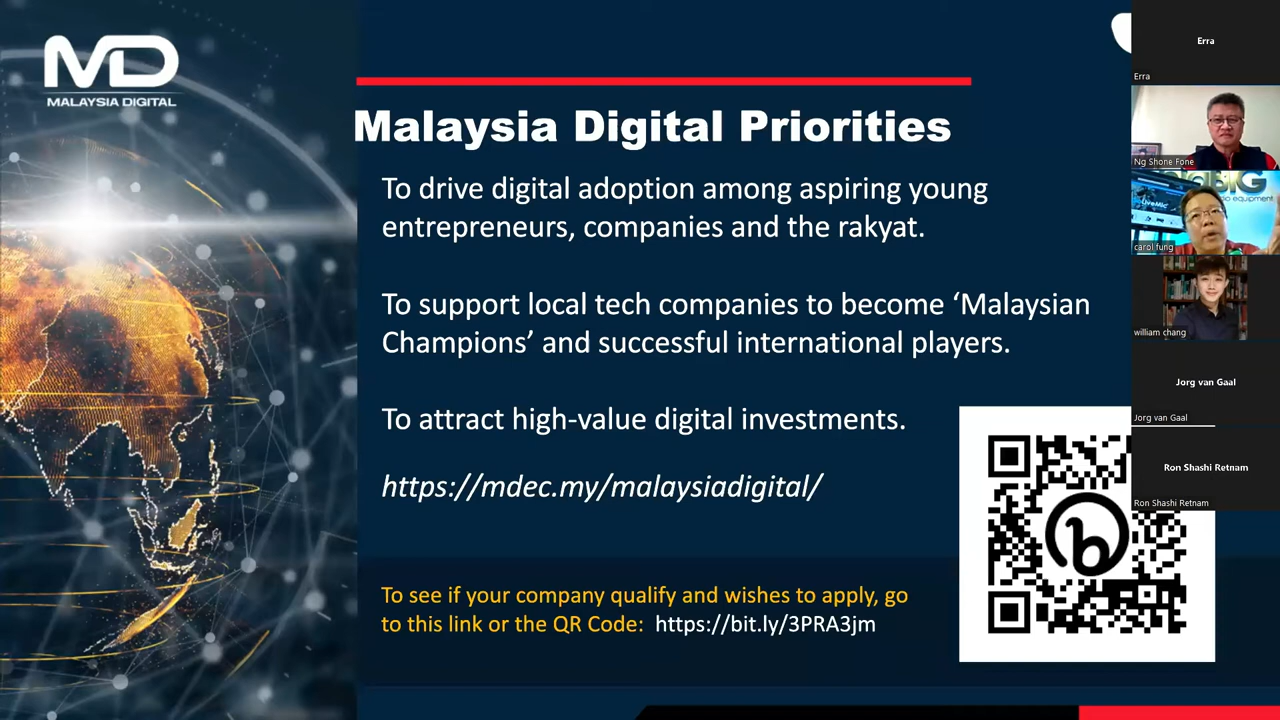 MD
MALAYSIA DIGITAL
Malaysia Digital Priorities
To drive digital adoption among aspiring young
entrepreneurs, companies and the rakyat.
To support local tech companies to become ‘Malaysian
Champions’ and successful international players.
To attract high-value digital investments.
https://mdec.my/malaysiadigital/
To see if your company qualify and wishes to apply, go
to this link or the QR Code: https://bit.ly/3PRA3jm
b
Erra
Erra
Ng Shone Fone
BIG
equipment
LiveMic
carol fung
william chang
Jorg van Gaal
Jorg van Gaal
Ron Shashi Retnam
Ron Shashi Retnam